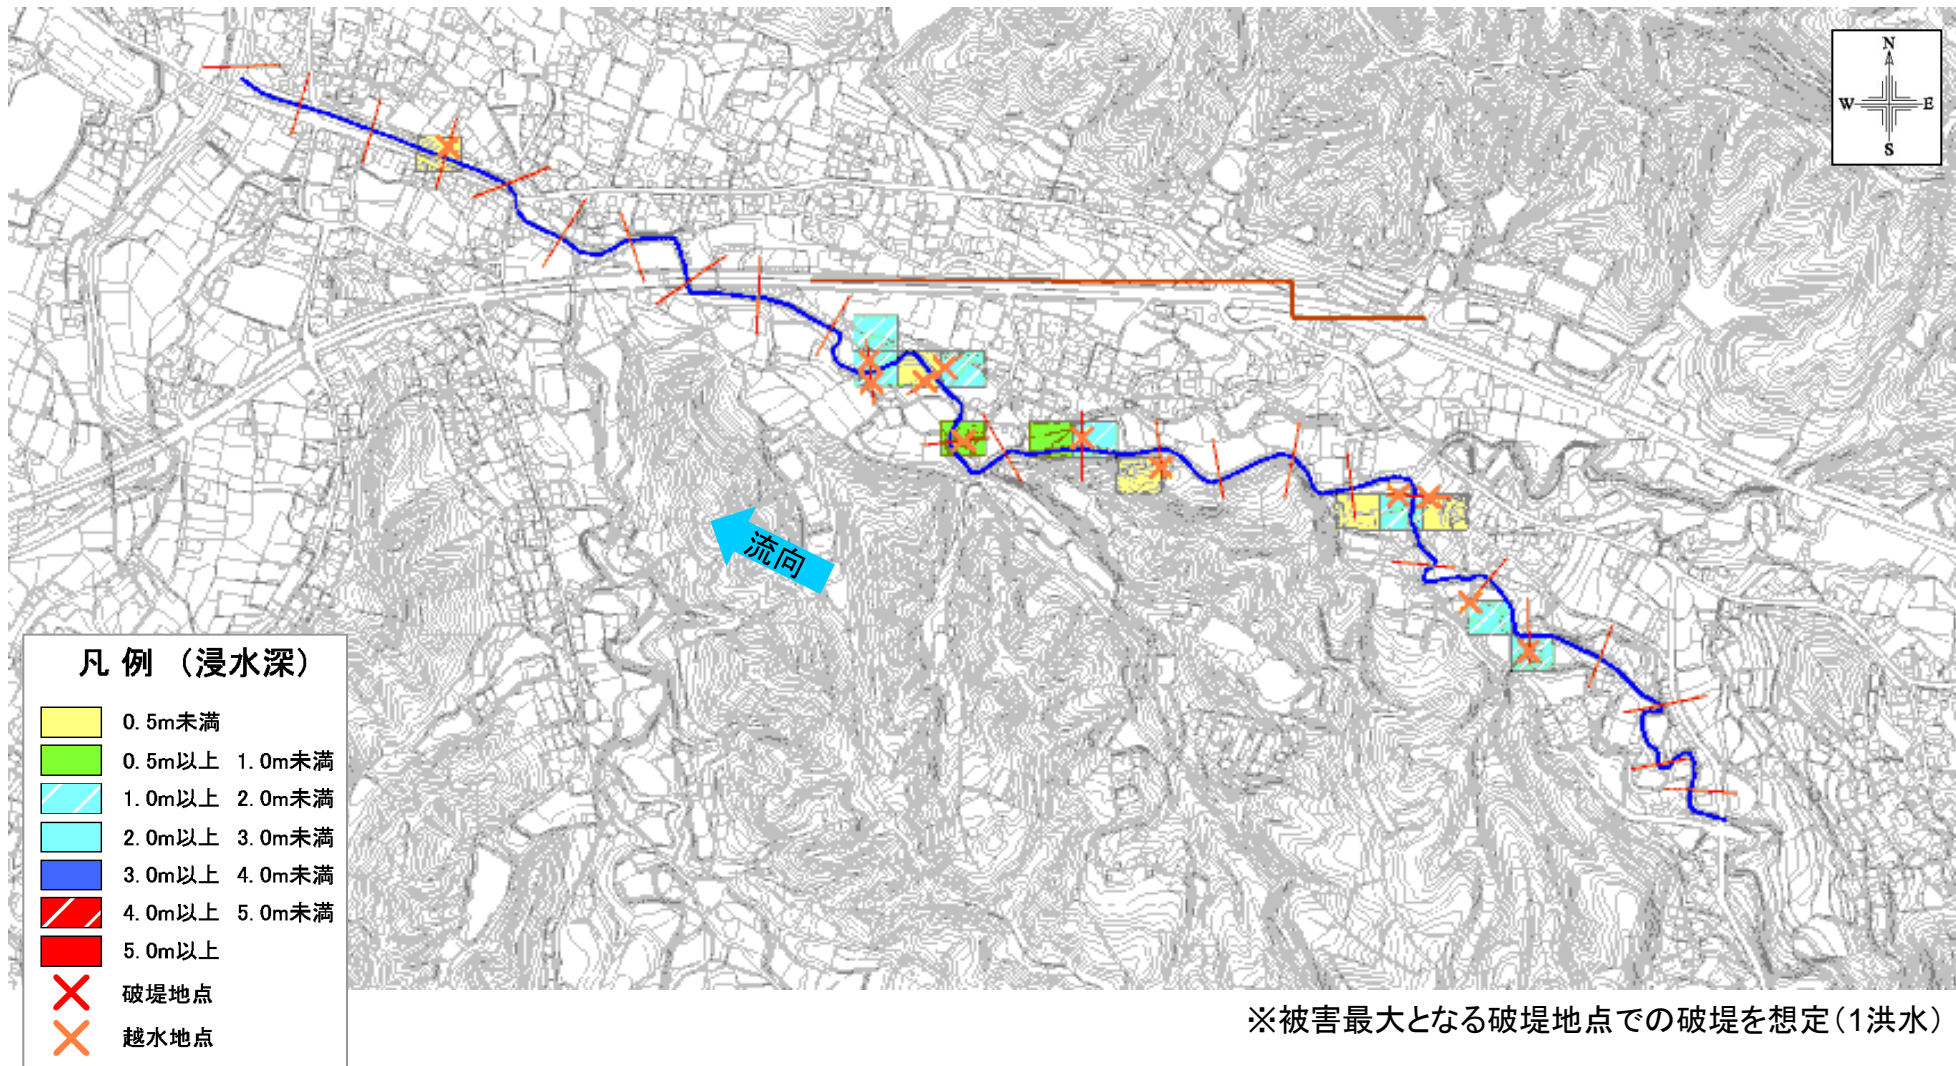 N
W E
S
流向
凡 例 （浸水深）
0.5m未満
0.5m以上 1.0m未満
1.0m以上 2.0m未満
2.0m以上 3.0m未満
3.0m以上 4.0m未満
4.0m以上 5.0m未満
5.0m以上
破堤地点
越水地点
※被害最大となる破堤地点での破堤を想定（1洪水）